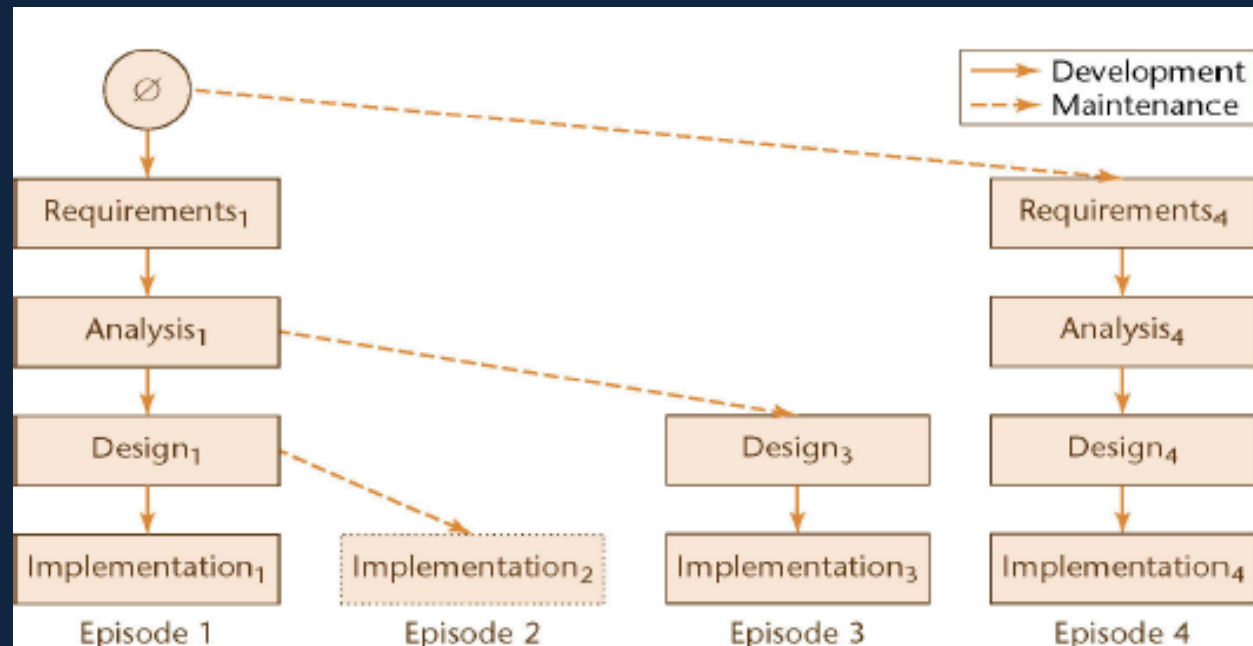 ∅
Development
Maintenance
Requirements₁
Requirements₄
Analysis₁
Analysis₄
Design₁
Design₃
Design₄
Implementation₁
Implementation₂
Implementation₃
Implementation₄
Episode 1
Episode 2
Episode 3
Episode 4